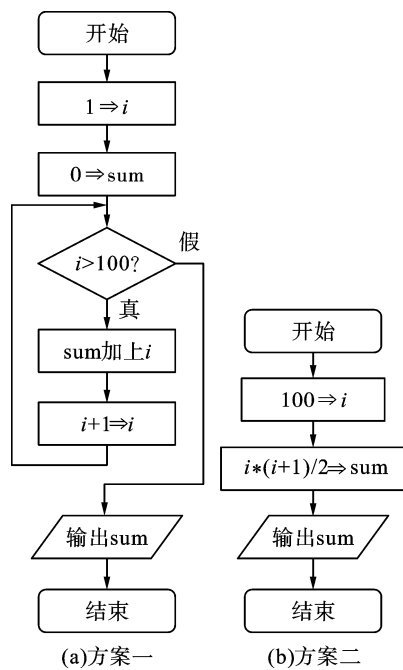 开始
1⇒i
0⇒sum
i>100?
假
真
sum加上i
i+1⇒i
输出sum
结束
(a)方案一
开始
100⇒i
i*(i+1)/2⇒sum
输出sum
结束
(b)方案二